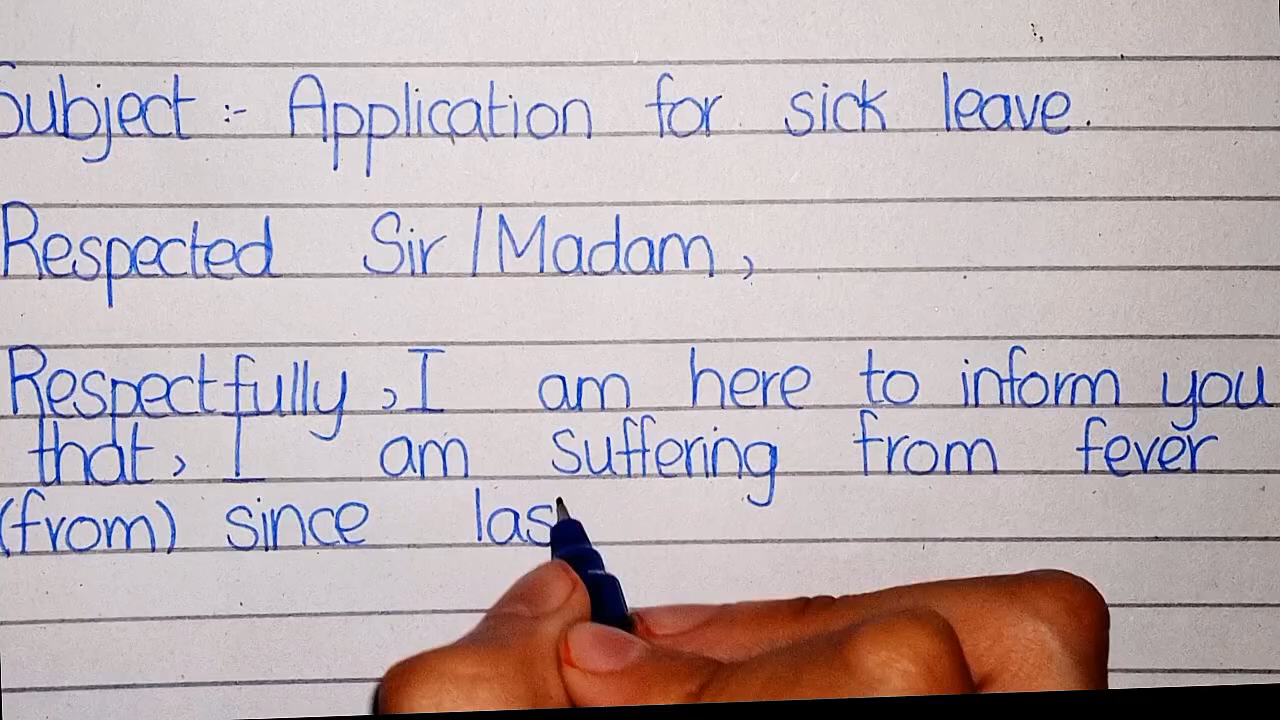 Subject :- Application for sick leave.
Respected Sir/Madam,
Respectfully, I am here to inform you
that, I am suffering from fever
(from) since las